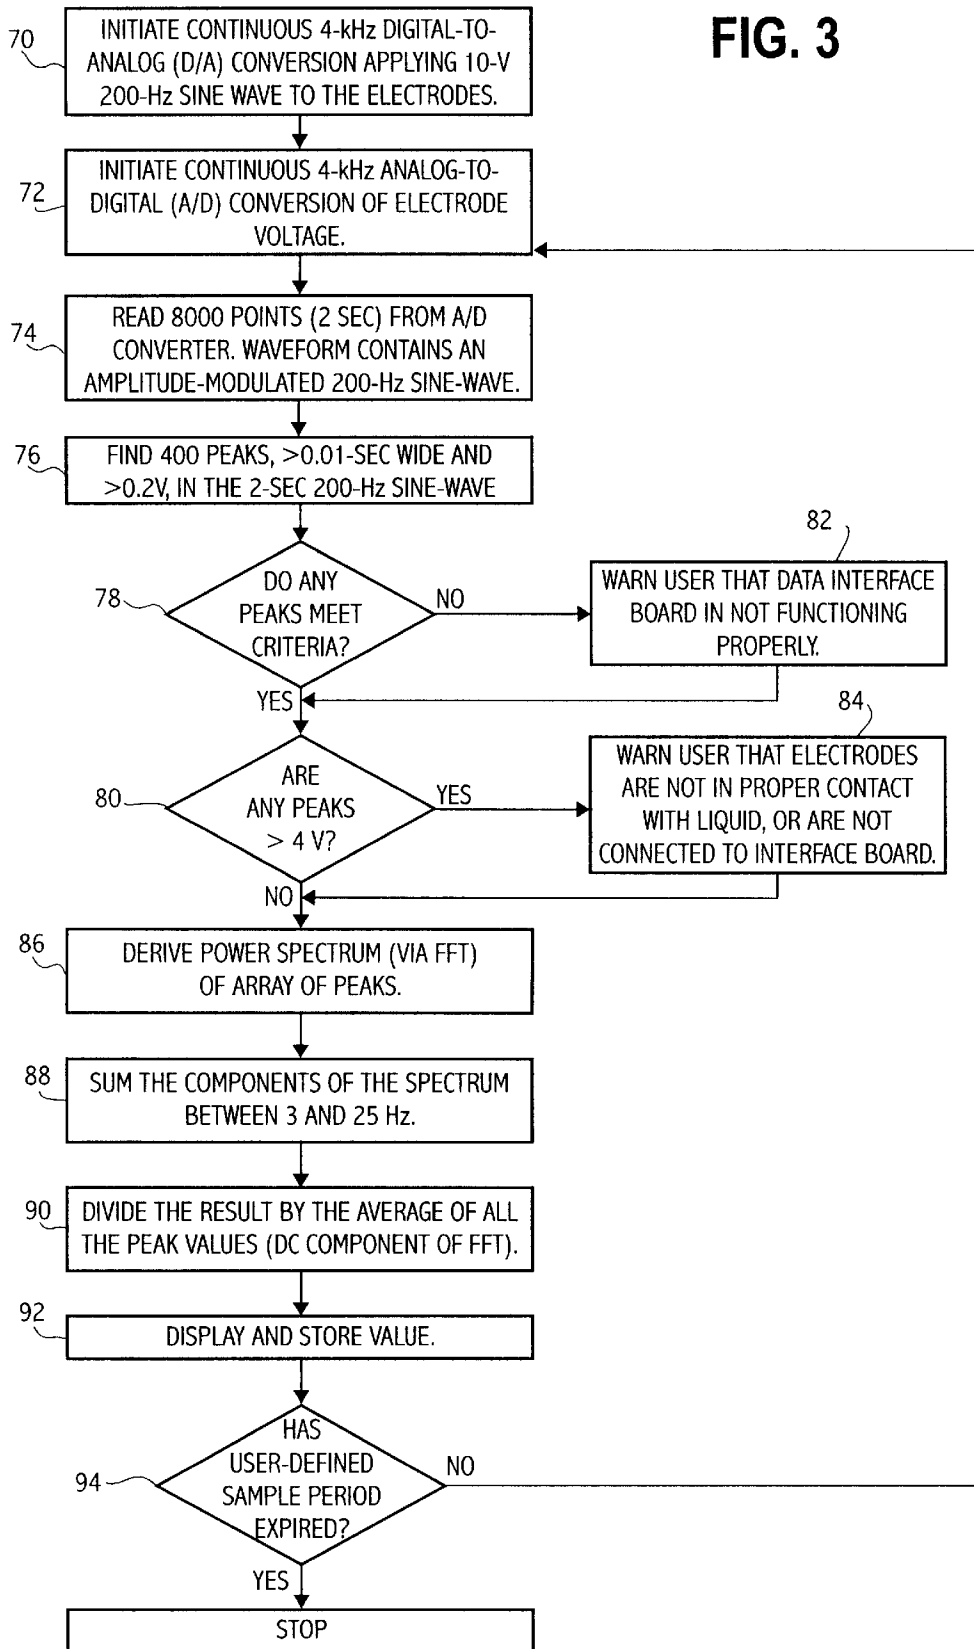 FIG. 3
70
INITIATE CONTINUOUS 4-kHz DIGITAL-TO-
ANALOG (D/A) CONVERSION APPLYING 10-V
200-Hz SINE WAVE TO THE ELECTRODES.
72
INITIATE CONTINUOUS 4-kHz ANALOG-TO-
DIGITAL (A/D) CONVERSION OF ELECTRODE
VOLTAGE.
74
READ 8000 POINTS (2 SEC) FROM A/D
CONVERTER. WAVEFORM CONTAINS AN
AMPLITUDE-MODULATED 200-Hz SINE-WAVE.
76
FIND 400 PEAKS, >0.01-SEC WIDE AND
>0.2V, IN THE 2-SEC 200-Hz SINE-WAVE
78
DO ANY
PEAKS MEET
CRITERIA?
NO
82
WARN USER THAT DATA INTERFACE
BOARD IN NOT FUNCTIONING
PROPERLY.
YES
80
ARE
ANY PEAKS
> 4 V?
YES
84
WARN USER THAT ELECTRODES
ARE NOT IN PROPER CONTACT
WITH LIQUID, OR ARE NOT
CONNECTED TO INTERFACE BOARD.
NO
86
DERIVE POWER SPECTRUM (VIA FFT)
OF ARRAY OF PEAKS.
88
SUM THE COMPONENTS OF THE SPECTRUM
BETWEEN 3 AND 25 Hz.
90
DIVIDE THE RESULT BY THE AVERAGE OF ALL
THE PEAK VALUES (DC COMPONENT OF FFT).
92
DISPLAY AND STORE VALUE.
94
HAS
USER-DEFINED
SAMPLE PERIOD
EXPIRED?
NO
YES
STOP